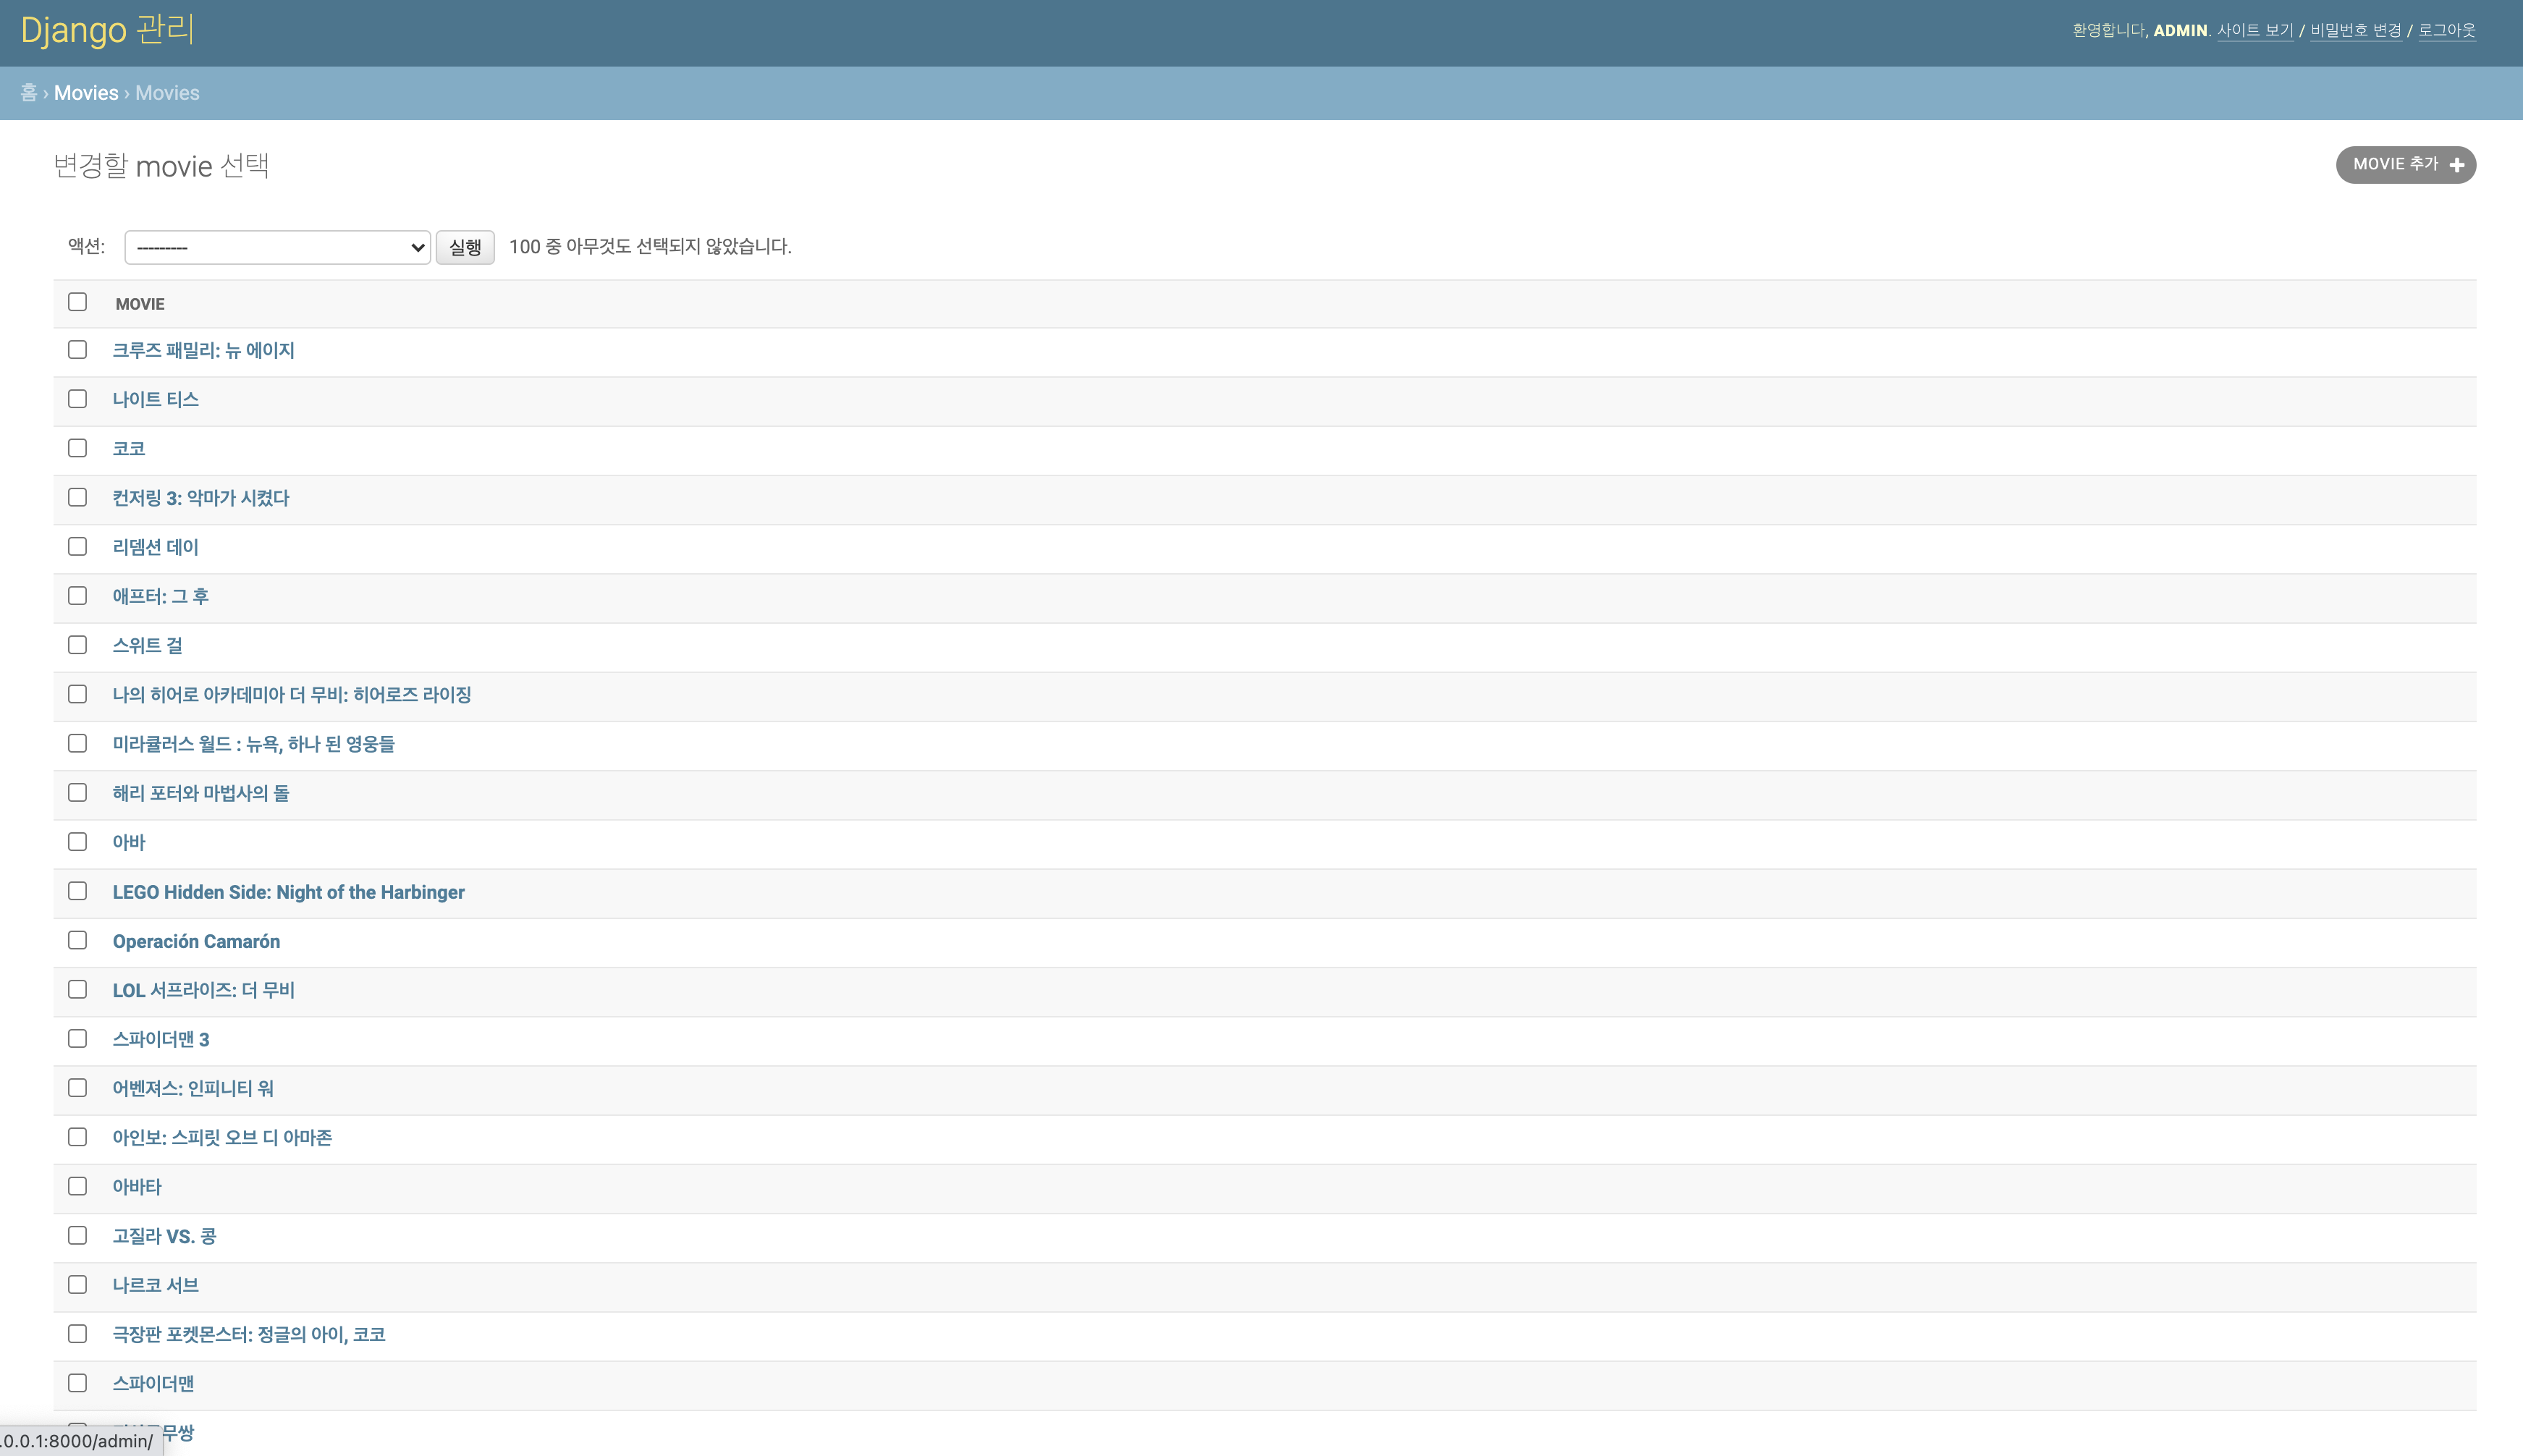 Django 관리
환영합니다, ADMIN. 사이트 보기 / 비밀번호 변경 / 로그아웃
홈 › Movies › Movies
변경할 movie 선택
MOVIE 추가
액션: --------- 실행 100 중 아무것도 선택되지 않았습니다.
MOVIE
크루즈 패밀리: 뉴 에이지
나이트 티스
코코
컨저링 3: 악마가 시켰다
리뎀션 데이
애프터: 그 후
스위트 걸
나의 히어로 아카데미아 더 무비: 히어로즈 라이징
미라큘러스 월드 : 뉴욕, 하나 된 영웅들
해리 포터와 마법사의 돌
아바
LEGO Hidden Side: Night of the Harbinger
Operación Camarón
LOL 서프라이즈: 더 무비
스파이더맨 3
어벤져스: 인피니티 워
아인보: 스피릿 오브 디 아마존
아바타
고질라 VS. 콩
나르코 서브
극장판 포켓몬스터: 정글의 아이, 코코
스파이더맨
무쌍
.0.0.1:8000/admin/